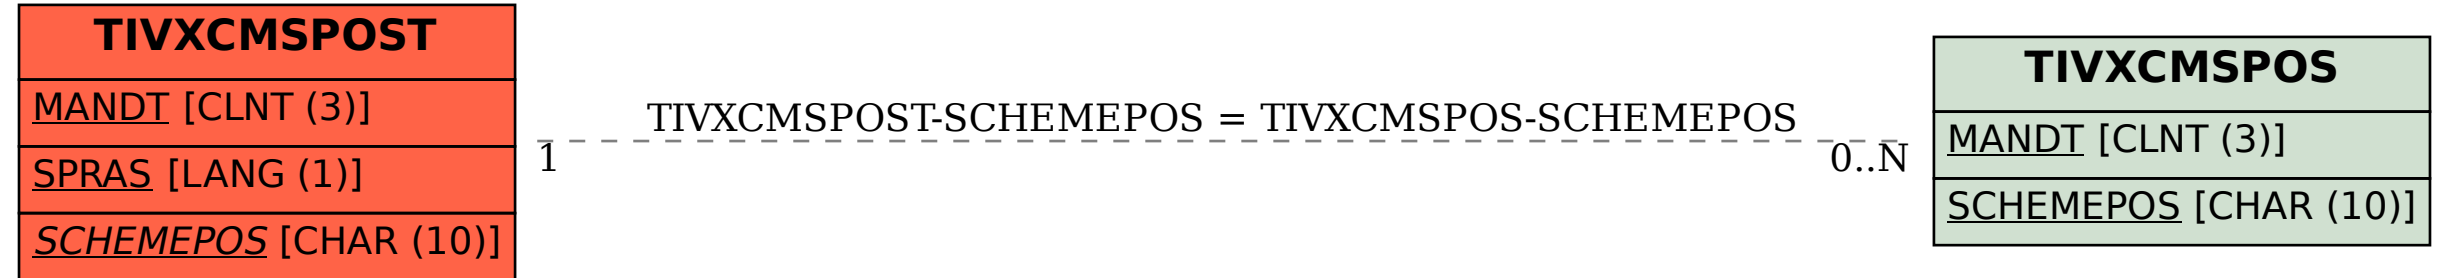 TIVXCMSPOST
MANDT [CLNT (3)]
SPRAS [LANG (1)]
SCHEMEPOS [CHAR (10)]
TIVXCMSPOST-SCHEMEPOS = TIVXCMSPOS-SCHEMEPOS
1
0..N
TIVXCMSPOS
MANDT [CLNT (3)]
SCHEMEPOS [CHAR (10)]